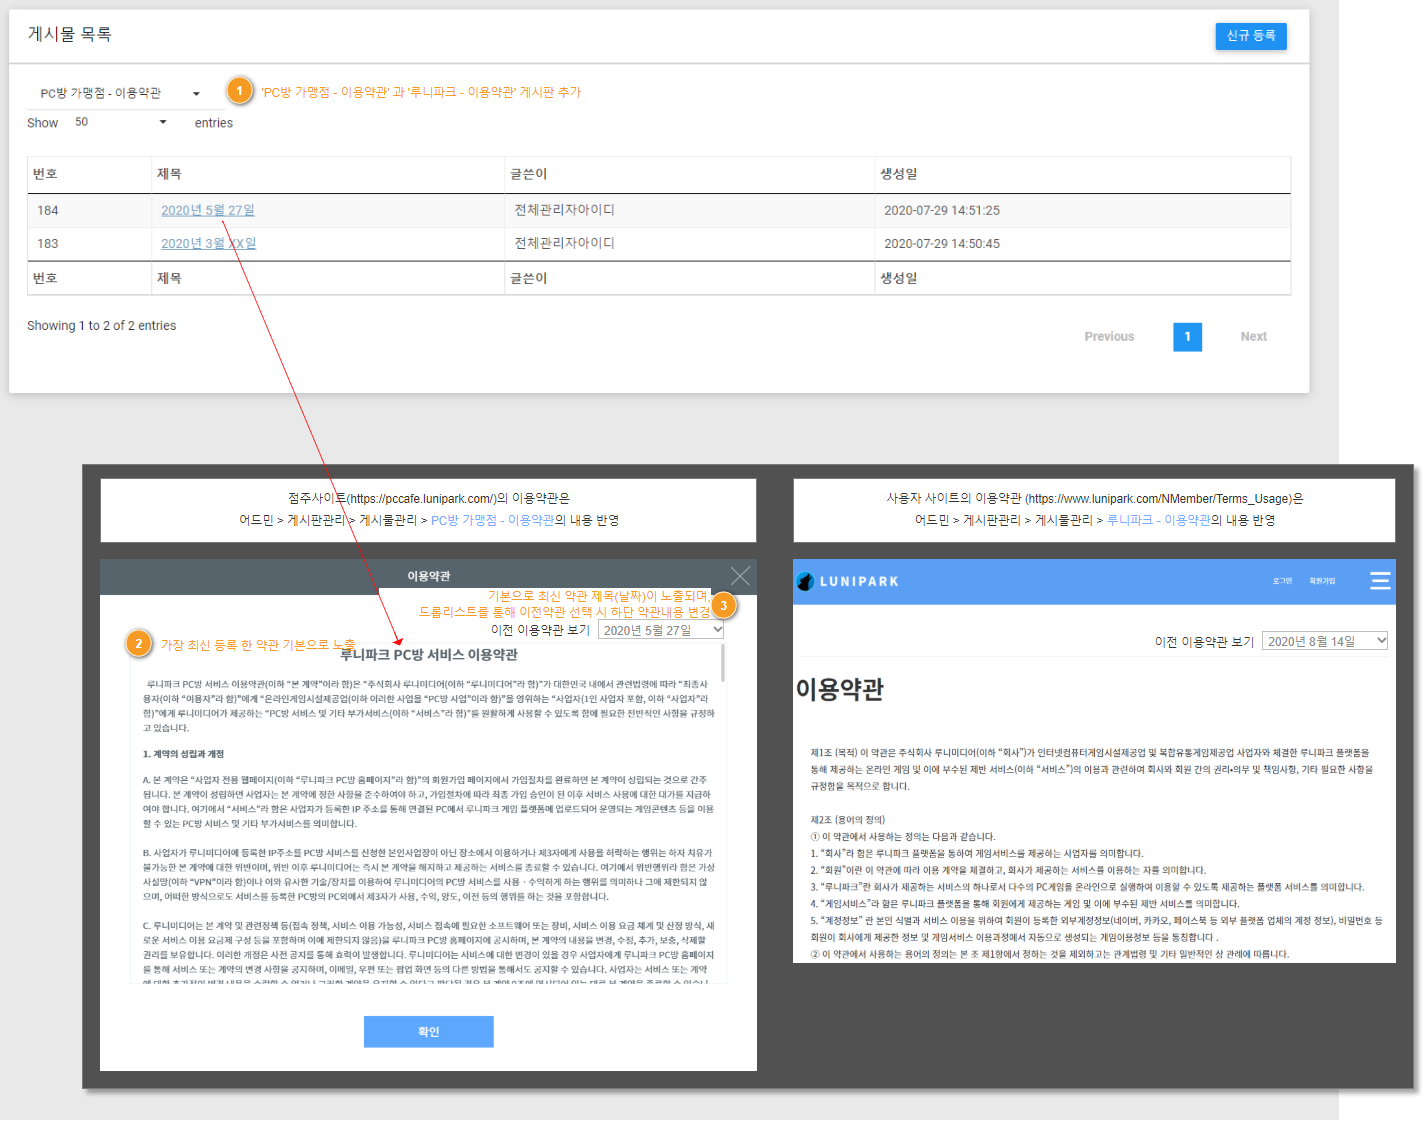 게시물 목록
신규 등록
PC방 가맹점 - 이용약관
1
'PC방 가맹점 - 이용약관' 과 '루니파크 - 이용약관' 게시판 추가
Show 50 entries
번호 제목 글쓴이 생성일
184 2020년 5월 27일 전체관리자아이디 2020-07-29 14:51:25
183 2020년 3월 XX일 전체관리자아이디 2020-07-29 14:50:45
번호 제목 글쓴이 생성일
Showing 1 to 2 of 2 entries
Previous 1 Next
점주사이트(https://pccafe.lunipark.com/)의 이용약관은
어드민 > 게시판관리 > 게시물관리 > PC방 가맹점 - 이용약관의 내용 반영
이용약관
기본으로 최신 약관 제목(날짜)이 노출되며,
드롭리스트를 통해 이전약관 선택 시 하단 약관내용 변경
3
이전 이용약관 보기 2020년 5월 27일
2
가장 최신 등록 한 약관 기본으로 노출
루니파크 PC방 서비스 이용약관
루니파크 PC방 서비스 이용약관(이하 “본 계약”이라 함)은 “주식회사 루니미디어(이하 “루니미디어”라 함)”가 대한민국 내에서 관련법령에 따라 “최종사
용자(이하 “이용자”라 함)”에게 “온라인게임시설제공업(이하 이러한 사업을 “PC방 사업”이라 함)”을 영위하는 “사업자(1인 사업자 포함, 이하 “사업자”라
함)”에게 루니미디어가 제공하는 “PC방 서비스 및 기타 부가서비스(이하 “서비스”라 함)”를 원활하게 사용할 수 있도록 함에 필요한 전반적인 사항을 규정하
고 있습니다.
1. 계약의 성립과 개정
A. 본 계약은 “사업자 전용 웹페이지(이하 “루니파크 PC방 홈페이지”라 함)”의 회원가입 페이지에서 가입절차를 완료하면 본 계약이 성립되는 것으로 간주
됩니다. 본 계약이 성립하면 사업자는 본 계약에 정한 사항을 준수하여야 하고, 가입절차에 따라 최종 가입 승인이 된 이후 서비스 사용에 대한 대가를 지급하
여야 합니다. 여기에서 “서비스”라 함은 사업자가 등록한 IP 주소를 통해 연결된 PC에서 루니파크 게임 플랫폼에 업로드되어 운영되는 게임콘텐츠 등을 이용
할 수 있는 PC방 서비스 및 기타 부가서비스를 의미합니다.
B. 사업자가 루니미디어에 등록한 IP주소를 PC방 서비스를 신청한 본인사업장이 아닌 장소에서 이용하거나 제3자에게 사용을 허락하는 행위는 하자 치유가
불가능한 본 계약에 대한 위반이며, 위반 이후 루니미디어는 즉시 본 계약을 해지하고 제공하는 서비스를 종료할 수 있습니다. 여기에서 위반행위라 함은 가상
사설망(이하 “VPN”이라 함)이나 이와 유사한 기술/장치를 이용하여 루니미디어의 PC방 서비스를 사용 · 수익하게 하는 행위를 의미하나 그에 제한되지 않
으며, 어떠한 방식으로도 서비스를 등록한 PC방의 PC외에서 제3자가 사용, 수익, 양도, 이전 등의 행위를 하는 것을 포함합니다.
C. 루니미디어는 본 계약 및 관련정책 등(접속 정책, 서비스 이용 가능성, 서비스 접속에 필요한 소프트웨어 또는 장비, 서비스 이용 요금 체계 및 산정 방식, 새
로운 서비스 이용 요금제 구성 등을 포함하며 이에 제한되지 않음)을 루니파크 PC방 홈페이지에 공시하며, 본 계약의 내용을 변경, 수정, 추가, 보충, 삭제할
권리를 보유합니다. 이러한 개정은 사전 공지를 통해 효력이 발생합니다. 루니미디어는 서비스에 대한 변경이 있을 경우 사업자에게 루니파크 PC방 홈페이지
를 통해 서비스 또는 계약의 변경 사항을 공지하며, 이메일, 우편 또는 팝업 화면 등의 다른 방법을 통해서도 공지할 수 있습니다. 사업자는 서비스 또는 계약
확인
사용자 사이트의 이용약관 (https://www.lunipark.com/NMember/Terms_Usage)은
어드민 > 게시판관리 > 게시물관리 > 루니파크 - 이용약관의 내용 반영
LUNIPARK
로그인 회원가입
이전 이용약관 보기 2020년 8월 14일
이용약관
제1조 (목적) 이 약관은 주식회사 루니미디어(이하 “회사”)가 인터넷컴퓨터게임시설제공업 및 복합유통게임제공업 사업자와 체결한 루니파크 플랫폼을
통해 제공하는 온라인 게임 및 이에 부수된 제반 서비스(이하 “서비스”)의 이용과 관련하여 회사와 회원 간의 권리•의무 및 책임사항, 기타 필요한 사항을
규정함을 목적으로 합니다.
제2조 (용어의 정의)
① 이 약관에서 사용하는 정의는 다음과 같습니다.
1. “회사”라 함은 루니파크 플랫폼을 통하여 게임서비스를 제공하는 사업자를 의미합니다.
2. “회원”이란 이 약관에 따라 이용 계약을 체결하고, 회사가 제공하는 서비스를 이용하는 자를 의미합니다.
3. “루니파크”란 회사가 제공하는 서비스의 하나로서 다수의 PC게임을 온라인으로 실행하여 이용할 수 있도록 제공하는 플랫폼 서비스를 의미합니다.
4. “게임서비스”라 함은 루니파크 플랫폼을 통해 회원에게 제공하는 게임 및 이에 부수된 제반 서비스를 의미합니다.
5. “계정정보” 란 본인 식별과 서비스 이용을 위하여 회원이 등록한 외부계정정보(네이버, 카카오, 페이스북 등 외부 플랫폼 업체의 계정 정보), 비밀번호 등
회원이 회사에게 제공한 정보 및 게임서비스 이용과정에서 자동으로 생성되는 게임이용정보 등을 통칭합니다 .
② 이 약관에서 사용하는 용어의 정의는 본 조 제1항에서 정하는 것을 제외하고는 관계법령 및 기타 일반적인 상 관례에 따릅니다.